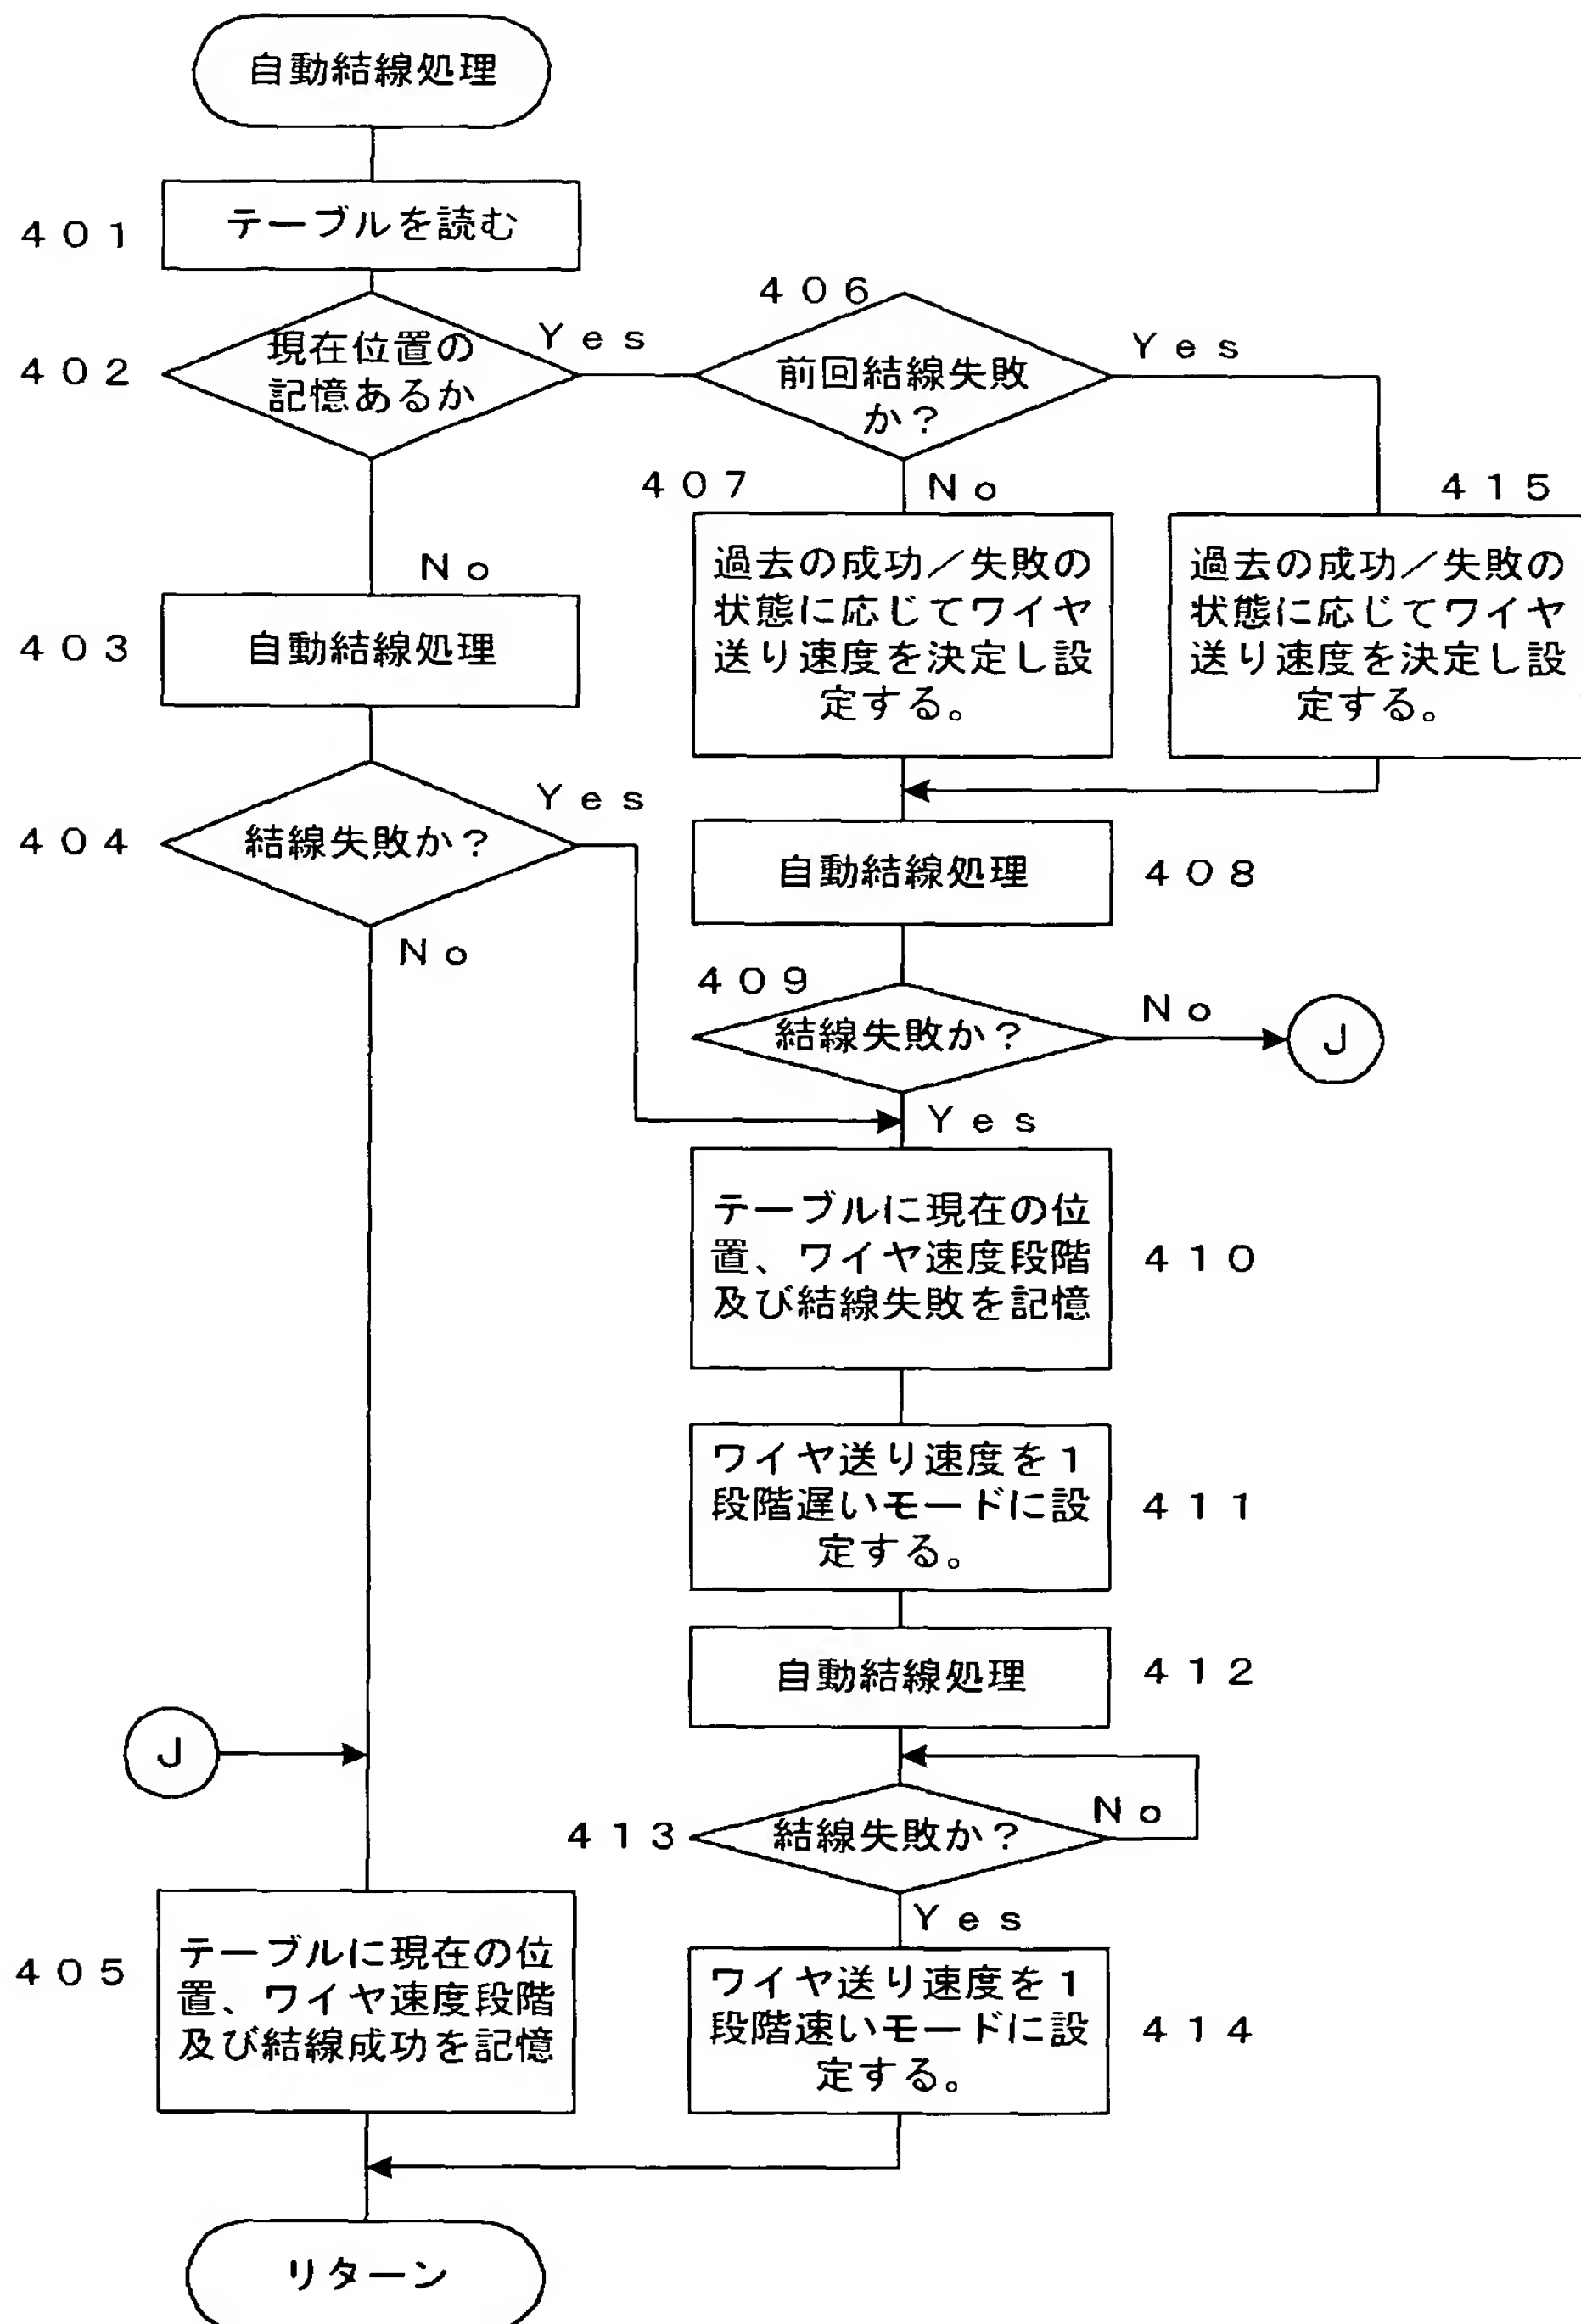 自動結線処理
401
テーブルを読む
402
現在位置の
記憶あるか
Yes
No
406
前回結線失敗
か？
Yes
No
407
過去の成功／失敗の
状態に応じてワイヤ
送り速度を決定し設
定する。
415
過去の成功／失敗の
状態に応じてワイヤ
送り速度を決定し設
定する。
403
自動結線処理
404
結線失敗か？
Yes
No
自動結線処理
408
409
結線失敗か？
No
J
Yes
テーブルに現在の位
置、ワイヤ速度段階
及び結線失敗を記憶
410
ワイヤ送り速度を１
段階遅いモードに設
定する。
411
自動結線処理
412
J
413
結線失敗か？
No
Yes
405
テーブルに現在の位
置、ワイヤ速度段階
及び結線成功を記憶
ワイヤ送り速度を１
段階速いモードに設
定する。
414
リターン